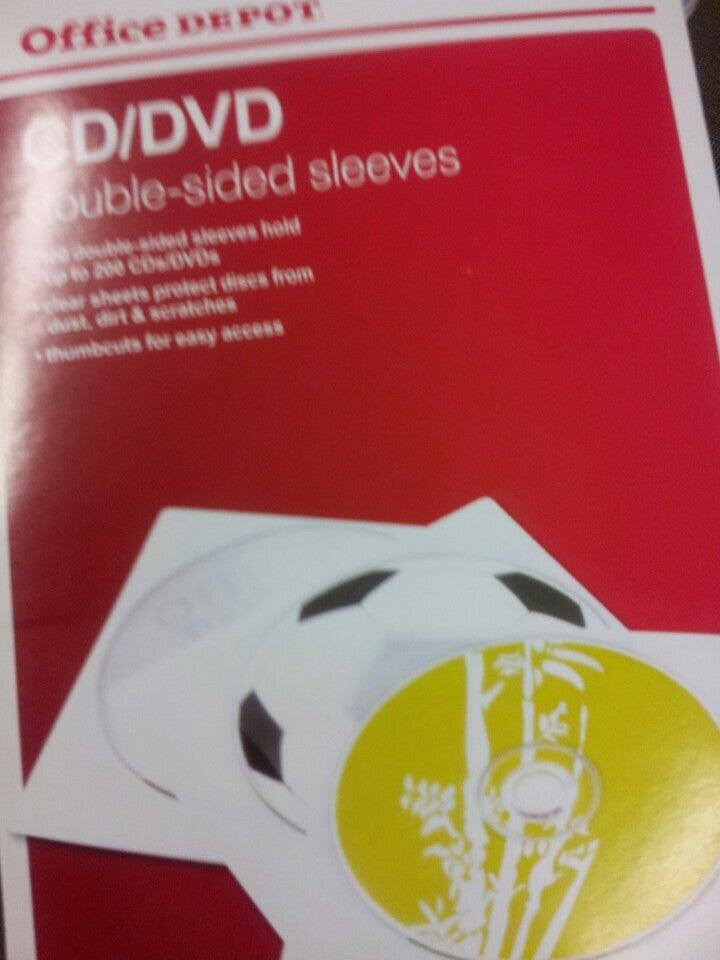 Office DEPOT
CD/DVD
double-sided sleeves
double-sided sleeves hold
up to 200 CDs/DVDs
• clear sheets protect discs from
dust, dirt & scratches
• thumbcuts for easy access